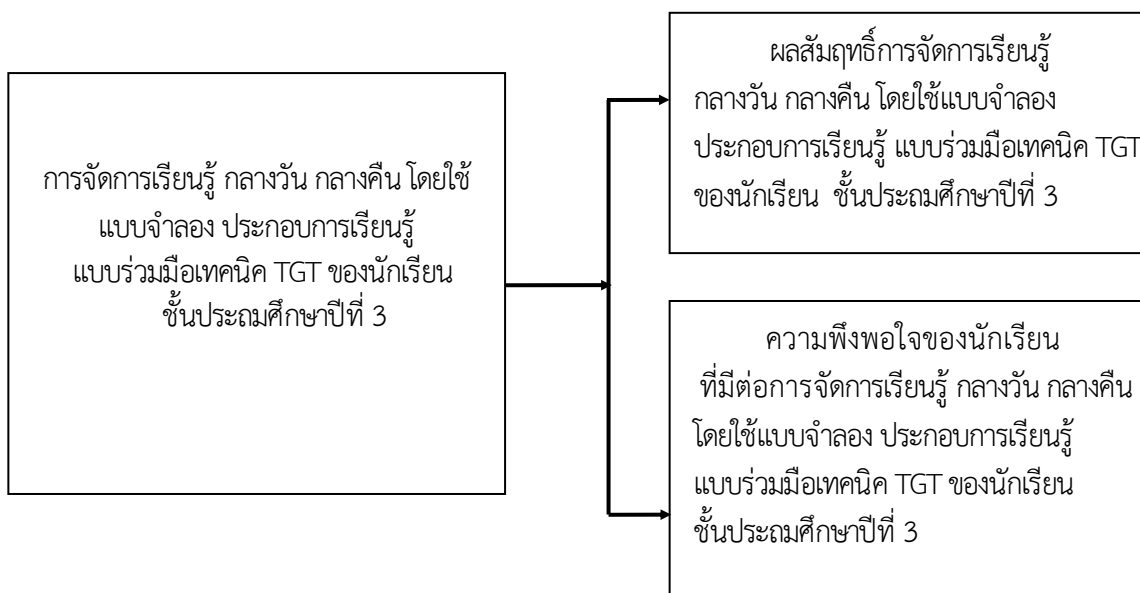 การจัดการเรียนรู้ กลางวัน กลางคืน โดยใช้
แบบจำลอง ประกอบการเรียนรู้
แบบร่วมมือเทคนิค TGT ของนักเรียน
ชั้นประถมศึกษาปีที่ 3
ผลสัมฤทธิ์การจัดการเรียนรู้
กลางวัน กลางคืน โดยใช้แบบจำลอง
ประกอบการเรียนรู้ แบบร่วมมือเทคนิค TGT
ของนักเรียน ชั้นประถมศึกษาปีที่ 3
ความพึงพอใจของนักเรียน
ที่มีต่อการจัดการเรียนรู้ กลางวัน กลางคืน
โดยใช้แบบจำลอง ประกอบการเรียนรู้
แบบร่วมมือเทคนิค TGT ของนักเรียน
ชั้นประถมศึกษาปีที่ 3